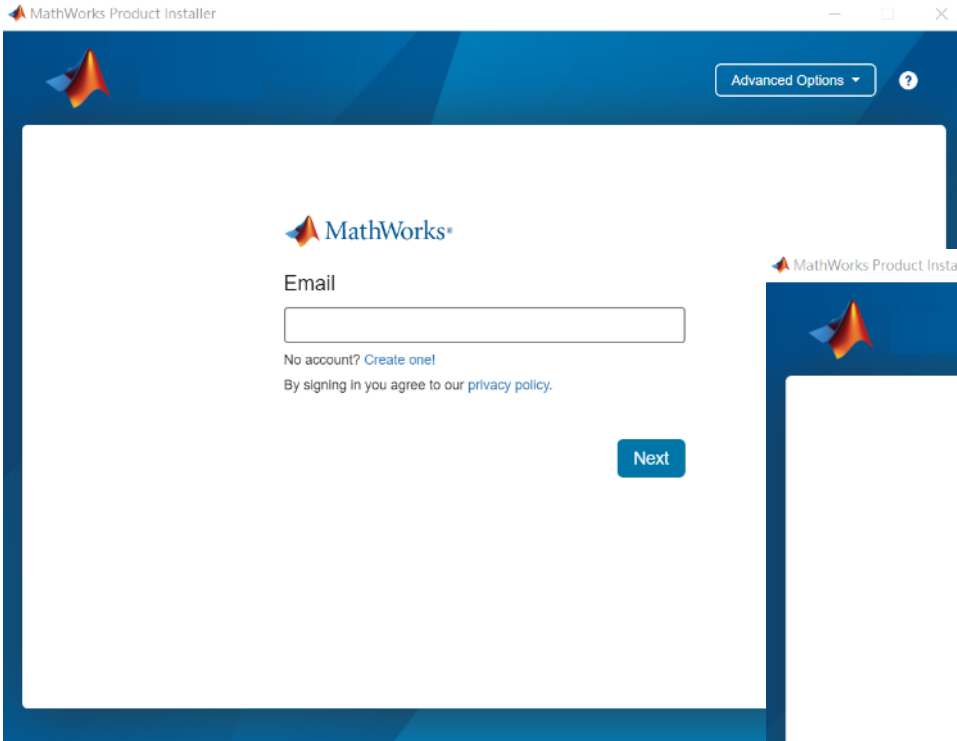 MathWorks Product Installer
Advanced Options
?
MathWorks®
Email
No account? Create one!
By signing in you agree to our privacy policy.
Next
MathWorks Product Insta